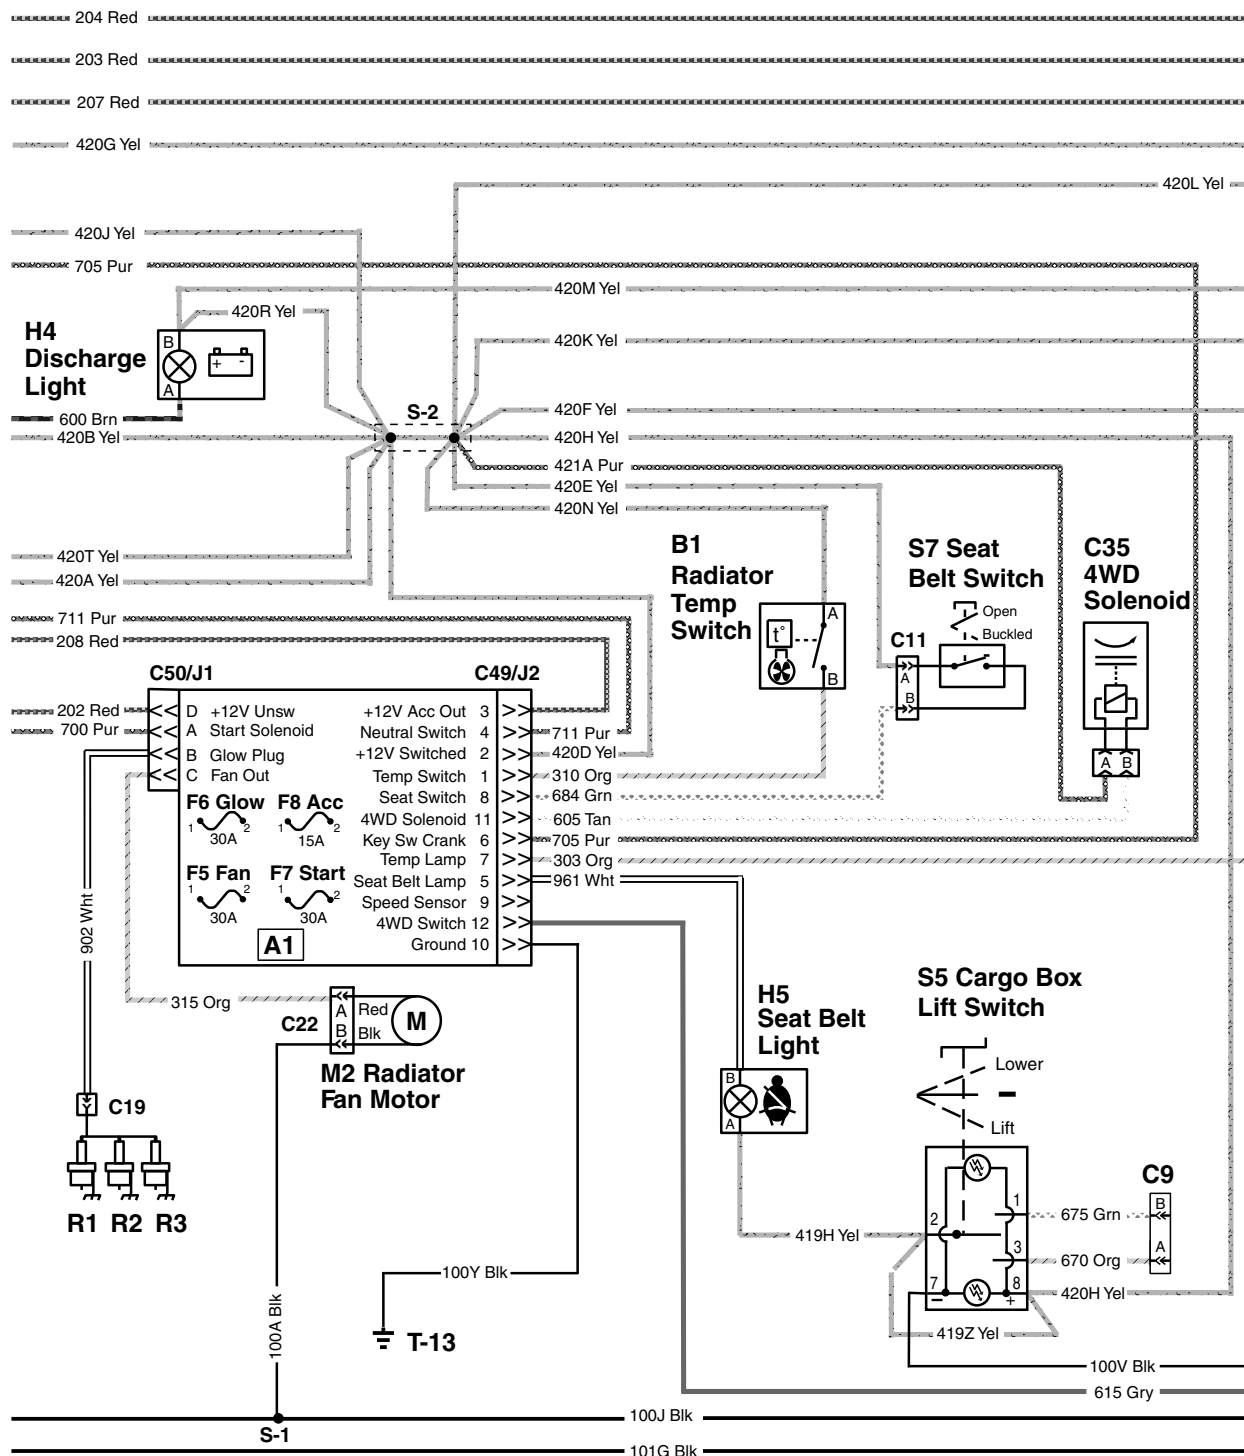 204 Red
203 Red
207 Red
420G Yel
420L Yel
420J Yel
705 Pur
420M Yel
420R Yel
H4
Discharge
Light
B
+ -
A
420K Yel
600 Brn
S-2
420F Yel
420B Yel
420H Yel
421A Pur
420E Yel
420N Yel
420T Yel
420A Yel
B1
Radiator
Temp
Switch
t°
A
B
S7 Seat
Belt Switch
Open
Buckled
C11
A
B
C35
4WD
Solenoid
A B
711 Pur
208 Red
C50/J1
C49/J2
202 Red
D +12V Unsw
+12V Acc Out 3
700 Pur
A Start Solenoid
Neutral Switch 4
711 Pur
B Glow Plug
+12V Switched 2
420D Yel
C Fan Out
Temp Switch 1
310 Org
F6 Glow
1 2
30A
F8 Acc
1 2
15A
Seat Switch 8
684 Grn
4WD Solenoid 11
605 Tan
Key Sw Crank 6
705 Pur
Temp Lamp 7
303 Org
F5 Fan
1 2
30A
F7 Start
1 2
30A
Seat Belt Lamp 5
961 Wht
Speed Sensor 9
4WD Switch 12
Ground 10
A1
902 Wht
315 Org
C22
A
B
Red
Blk
M
M2 Radiator
Fan Motor
C19
R1 R2 R3
H5
Seat Belt
Light
B
A
S5 Cargo Box
Lift Switch
Lower
Lift
C9
1
675 Grn
B
2
419H Yel
3
670 Org
A
7
8
-
+
420H Yel
419Z Yel
100Y Blk
100A Blk
T-13
100V Blk
615 Gry
100J Blk
S-1
101G Blk